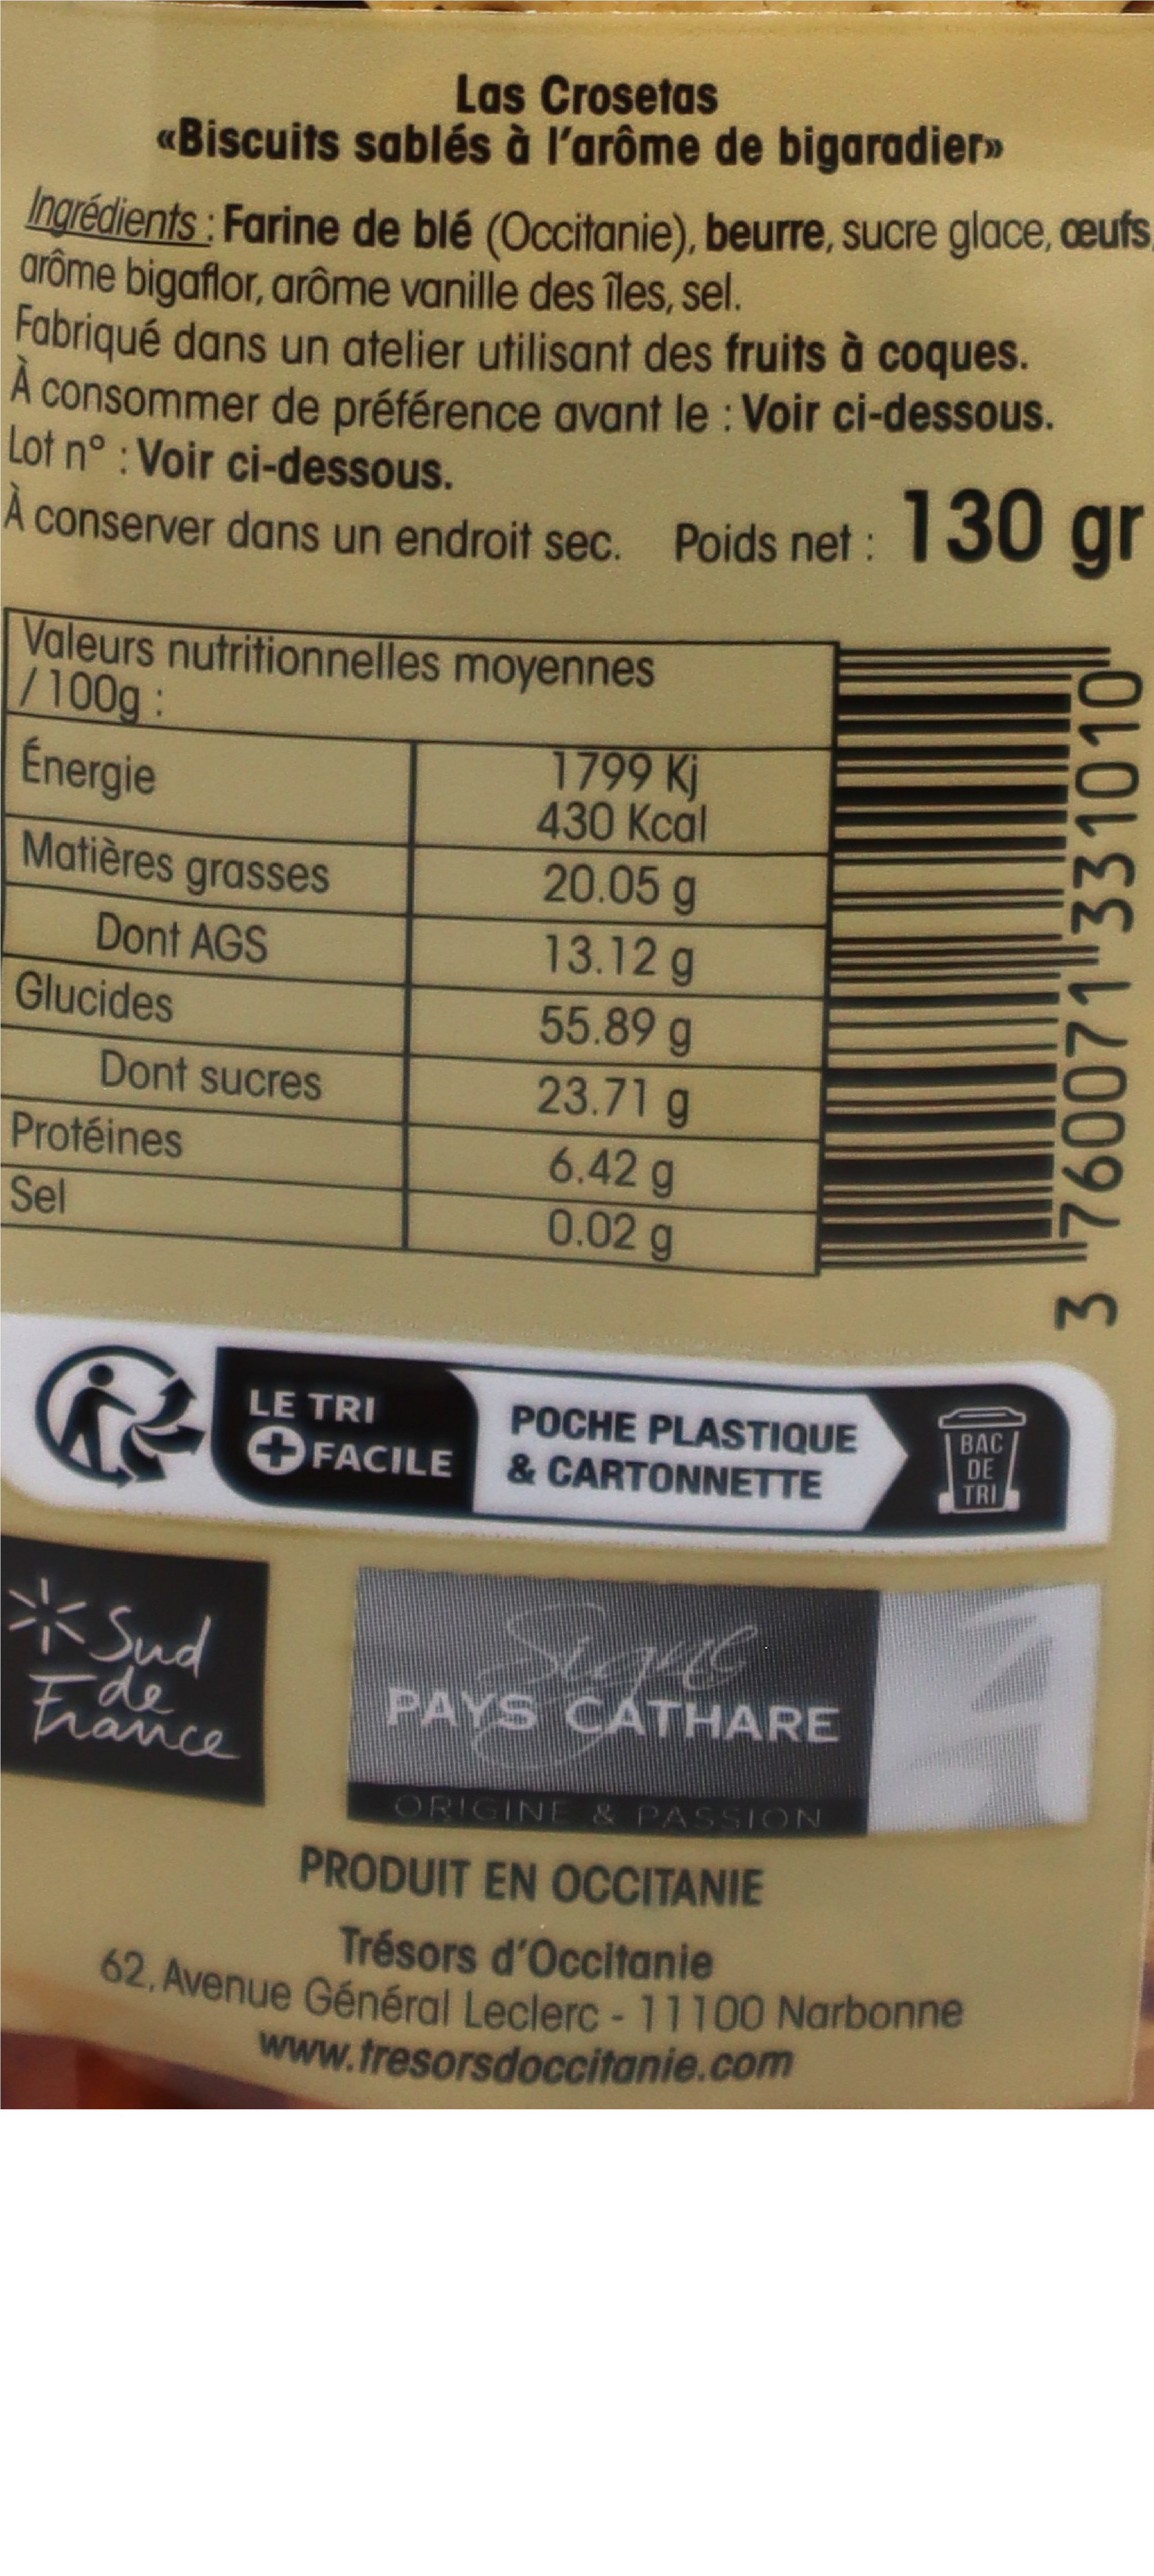 Las Crosetas
«Biscuits sablés à l'arôme de bigaradier»
Ingrédients : Farine de blé (Occitanie), beurre, sucre glace, œufs,
arôme bigaflor, arôme vanille des îles, sel.
Fabriqué dans un atelier utilisant des fruits à coques.
À consommer de préférence avant le : Voir ci-dessous.
Lot n° : Voir ci-dessous.
À conserver dans un endroit sec. Poids net : 130 gr
Valeurs nutritionnelles moyennes
/ 100g :
Énergie 1799 Kj
430 Kcal
Matières grasses 20.05 g
Dont AGS 13.12 g
Glucides 55.89 g
Dont sucres 23.71 g
Protéines 6.42 g
Sel 0.02 g
3 760071 331010
LE TRI
+ FACILE
POCHE PLASTIQUE
& CARTONNETTE
BAC
DE
TRI
Sud
de
France
Signé
PAYS CATHARE
ORIGINE & PASSION
PRODUIT EN OCCITANIE
Trésors d'Occitanie
62, Avenue Général Leclerc - 11100 Narbonne
www.tresorsdoccitanie.com